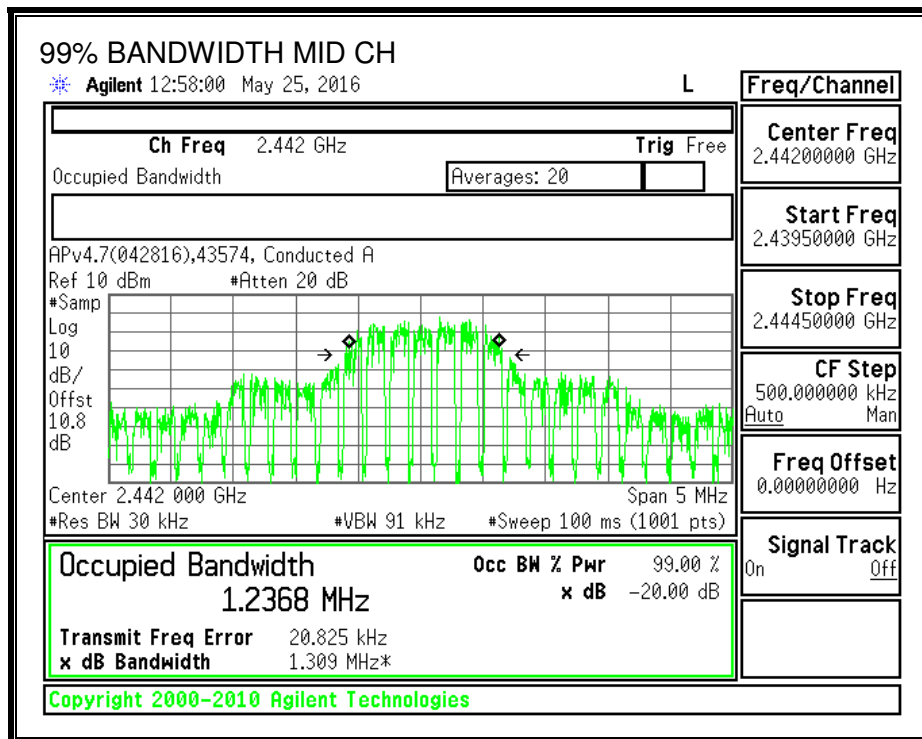 99% BANDWIDTH MID CH
Agilent 12:58:00 May 25, 2016 L
Freq/Channel
Ch Freq 2.442 GHz Trig Free
Occupied Bandwidth Averages: 20
APv4.7(042816),43574, Conducted A
Ref 10 dBm #Atten 20 dB
#Samp
Log
10
dB/
Offst
10.8
dB
Center 2.442 000 GHz Span 5 MHz
#Res BW 30 kHz #VBW 91 kHz #Sweep 100 ms (1001 pts)
Occupied Bandwidth
1.2368 MHz
Occ BW % Pwr 99.00 %
x dB -20.00 dB
Transmit Freq Error 20.825 kHz
x dB Bandwidth 1.309 MHz*
Center Freq
2.44200000 GHz
Start Freq
2.43950000 GHz
Stop Freq
2.44450000 GHz
CF Step
500.000000 kHz
Auto Man
Freq Offset
0.00000000 Hz
Signal Track
On Off
Copyright 2000-2010 Agilent Technologies